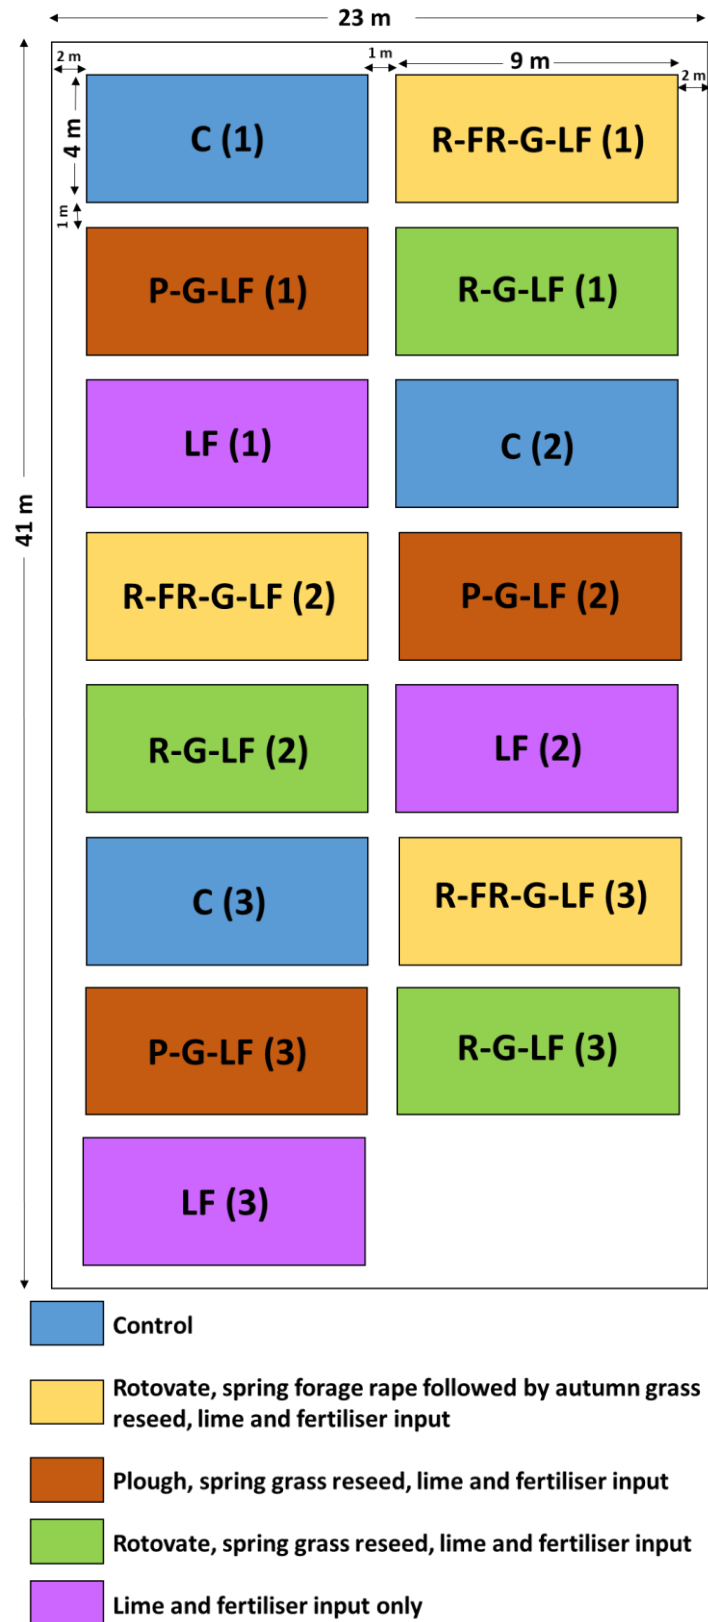 23 m
2 m
1 m
9 m
2 m
4 m
C (1)
R-FR-G-LF (1)
1 m
P-G-LF (1)
R-G-LF (1)
LF (1)
C (2)
41 m
R-FR-G-LF (2)
P-G-LF (2)
R-G-LF (2)
LF (2)
C (3)
R-FR-G-LF (3)
P-G-LF (3)
R-G-LF (3)
LF (3)
Control
Rotovate, spring forage rape followed by autumn grass
reseed, lime and fertiliser input
Plough, spring grass reseed, lime and fertiliser input
Rotovate, spring grass reseed, lime and fertiliser input
Lime and fertiliser input only